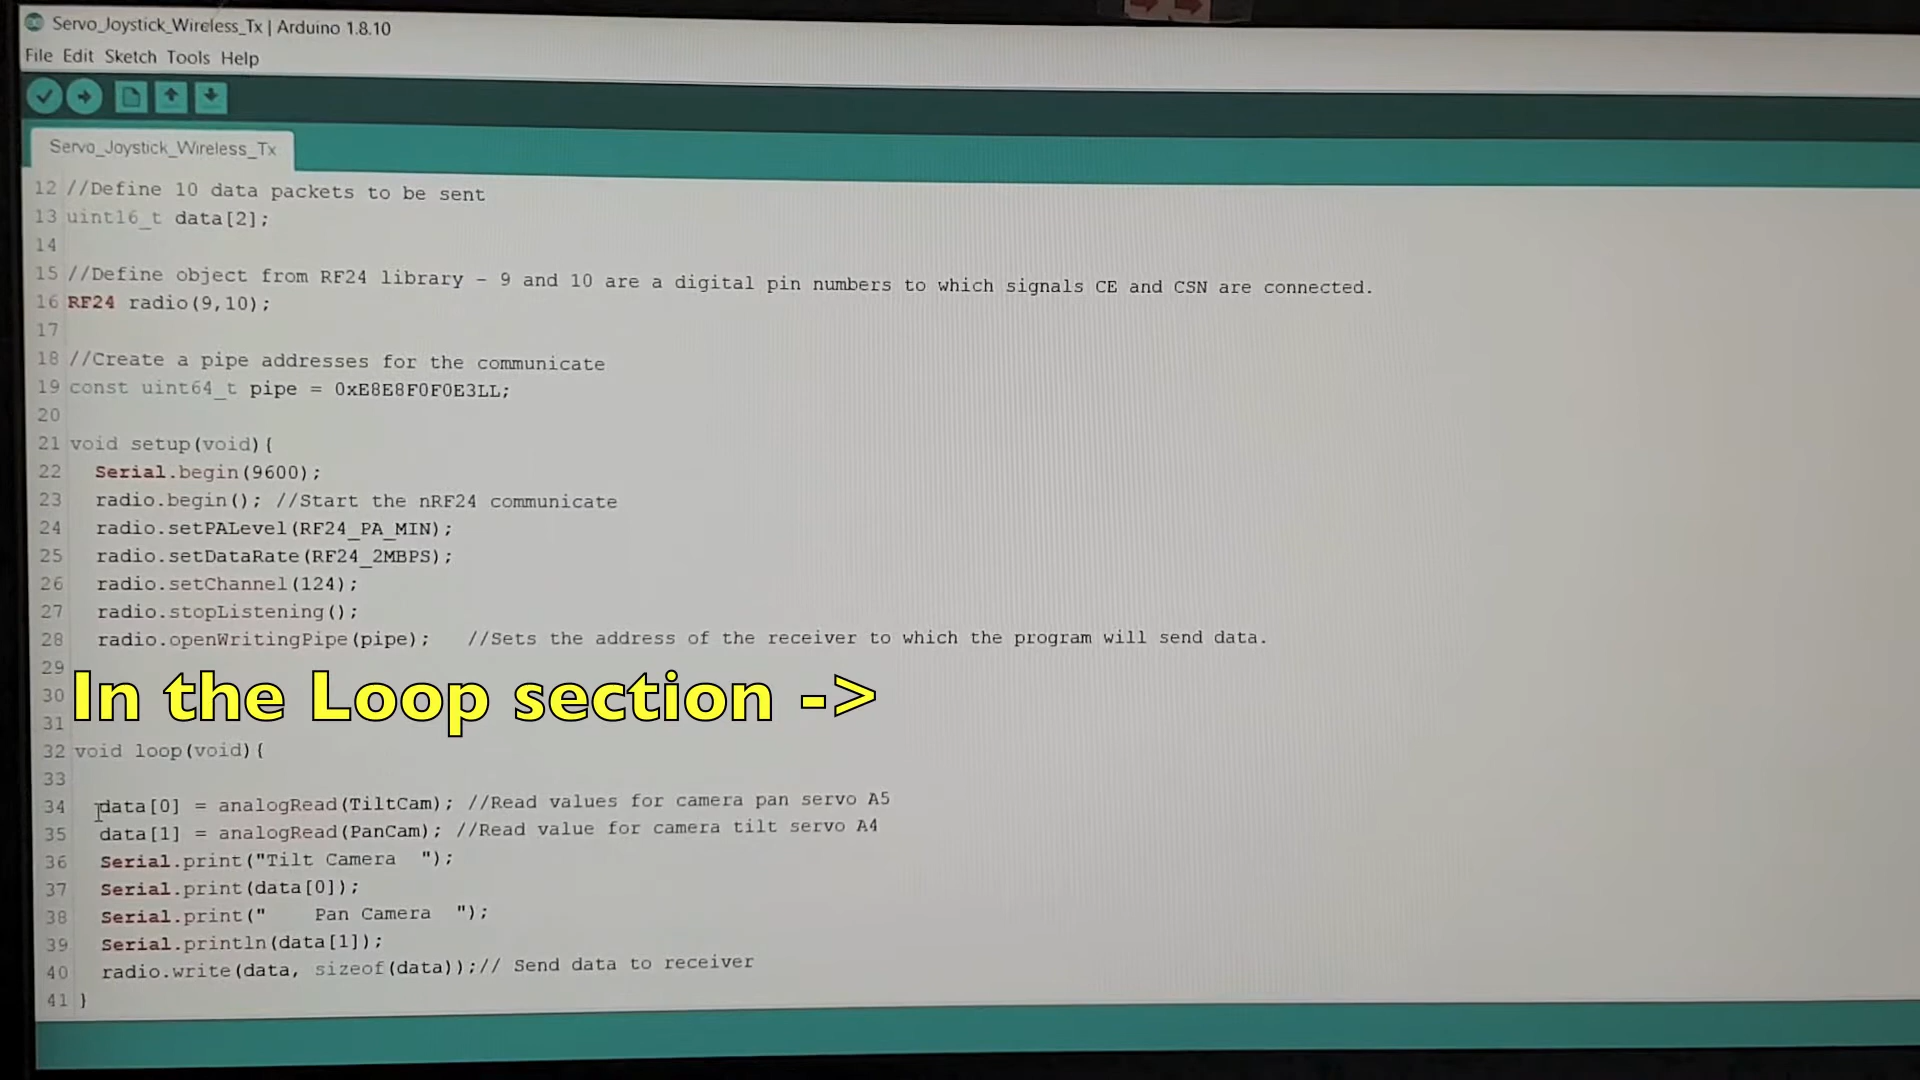 Servo_Joystick_Wireless_Tx | Arduino 1.8.10
File Edit Sketch Tools Help
Servo_Joystick_Wireless_Tx
12 //Define 10 data packets to be sent
13 uint16_t data[2];
14
15 //Define object from RF24 library - 9 and 10 are a digital pin numbers to which signals CE and CSN are connected.
16 RF24 radio(9,10);
17
18 //Create a pipe addresses for the communicate
19 const uint64_t pipe = 0xE8E8F0F0E3LL;
20
21 void setup(void){
22 Serial.begin(9600);
23 radio.begin(); //Start the nRF24 communicate
24 radio.setPALevel(RF24_PA_MIN);
25 radio.setDataRate(RF24_2MBPS);
26 radio.setChannel(124);
27 radio.stopListening();
28 radio.openWritingPipe(pipe); //Sets the address of the receiver to which the program will send data.
29
30
In the Loop section ->
31
32 void loop(void){
33
34 data[0] = analogRead(TiltCam); //Read values for camera pan servo A5
35 data[1] = analogRead(PanCam); //Read value for camera tilt servo A4
36 Serial.print("Tilt Camera ");
37 Serial.print(data[0]);
38 Serial.print(" Pan Camera ");
39 Serial.println(data[1]);
40 radio.write(data, sizeof(data));// Send data to receiver
41 }